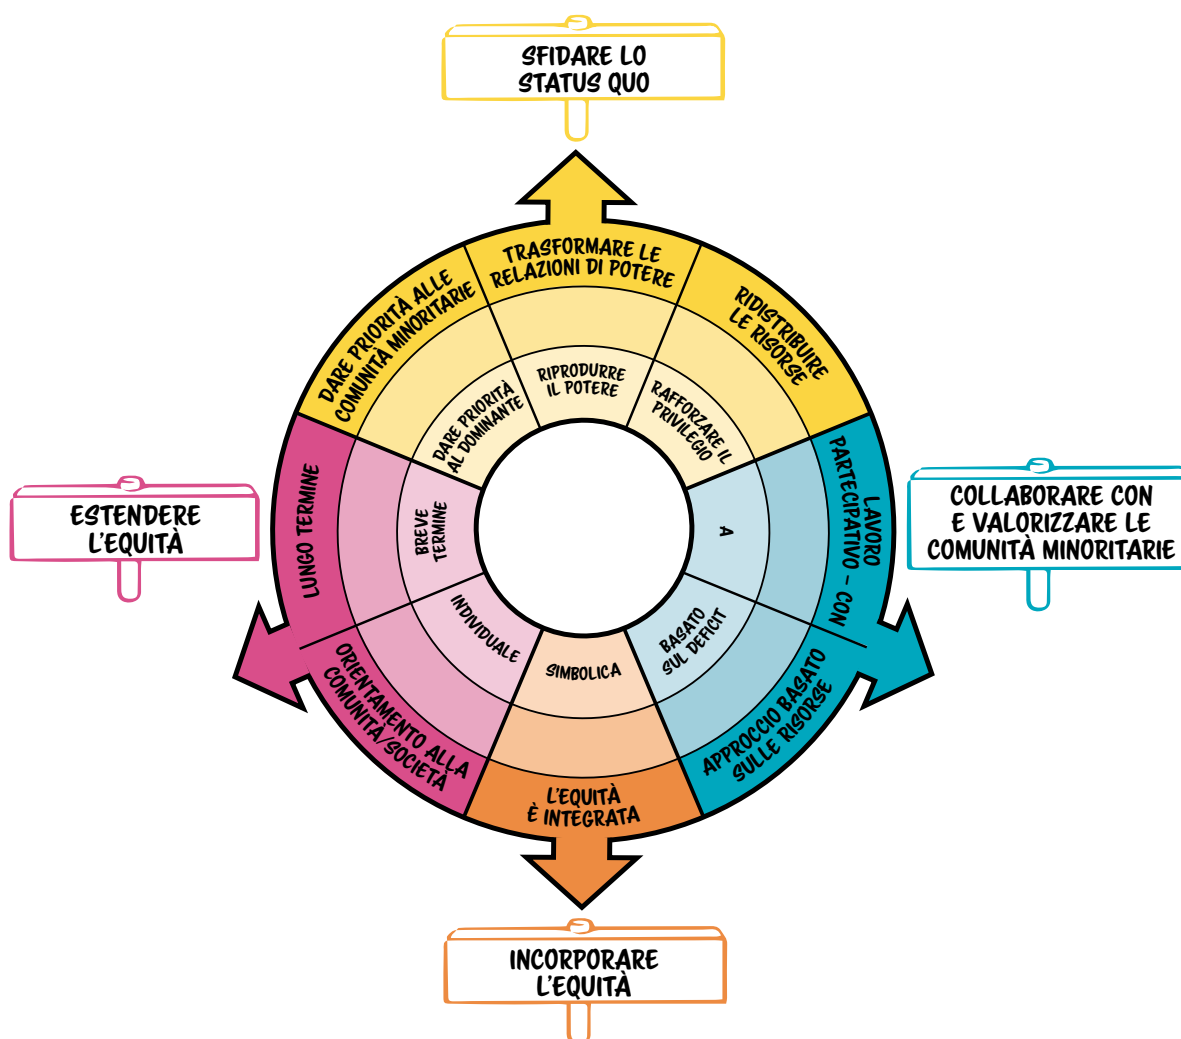 SFIDARE LO
STATUS QUO
TRASFORMARE LE
RELAZIONI DI POTERE
DARE PRIORITÀ ALLE
COMUNITÀ MINORITARIE
RIDISTRIBUIRE
LE RISORSE
RIPRODURRE
IL POTERE
DARE PRIORITÀ
AL DOMINANTE
RAFFORZARE IL
PRIVILEGIO
ESTENDERE
L'EQUITÀ
LUNGO TERMINE
BREVE
TERMINE
A
LAVORO
PARTECIPATIVO – CON
COLLABORARE CON
E VALORIZZARE LE
COMUNITÀ MINORITARIE
INDIVIDUALE
SIMBOLICA
BASATO
SUL DEFICIT
ORIENTAMENTO ALLA
COMUNITÀ/SOCIETÀ
L'EQUITÀ
È INTEGRATA
APPROCCIO BASATO
SULLE RISORSE
INCORPORARE
L'EQUITÀ